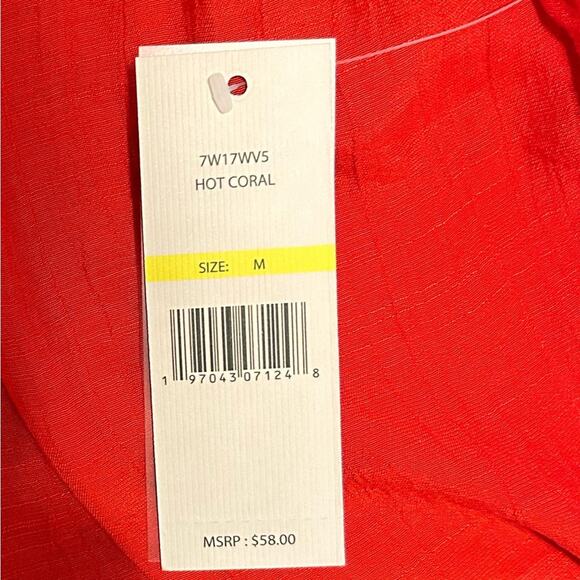 7W17WV5
HOT CORAL
SIZE: M
1 97043 07124 8
MSRP : $58.00